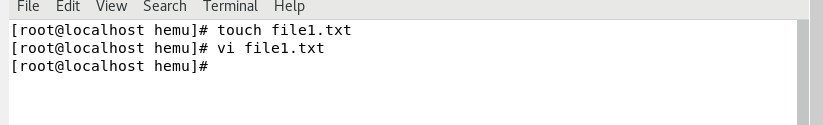 File Edit View Search Terminal Help
[root@localhost hemu]# touch file1.txt
[root@localhost hemu]# vi file1.txt
[root@localhost hemu]#